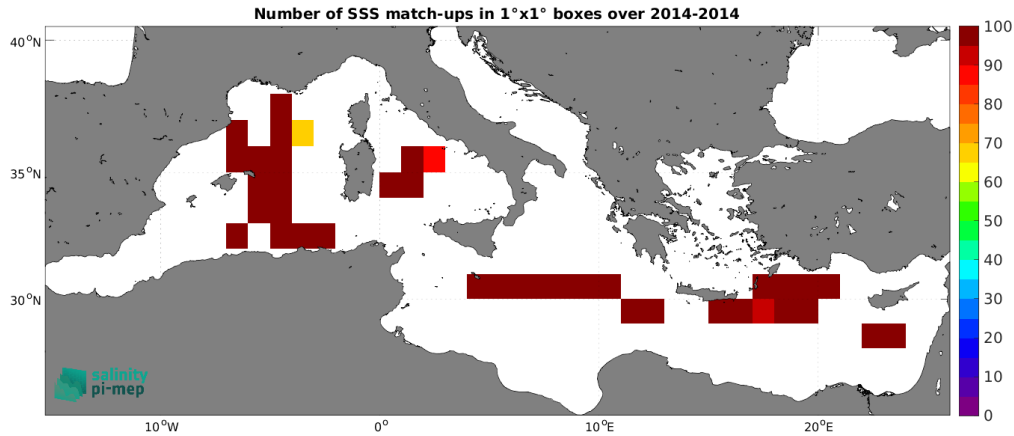 Number of SSS match-ups in 1°x1° boxes over 2014-2014
40°N
35°N
30°N
10°W
0°
10°E
20°E
100
90
80
70
60
50
40
30
20
10
0
salinity
pi-mep